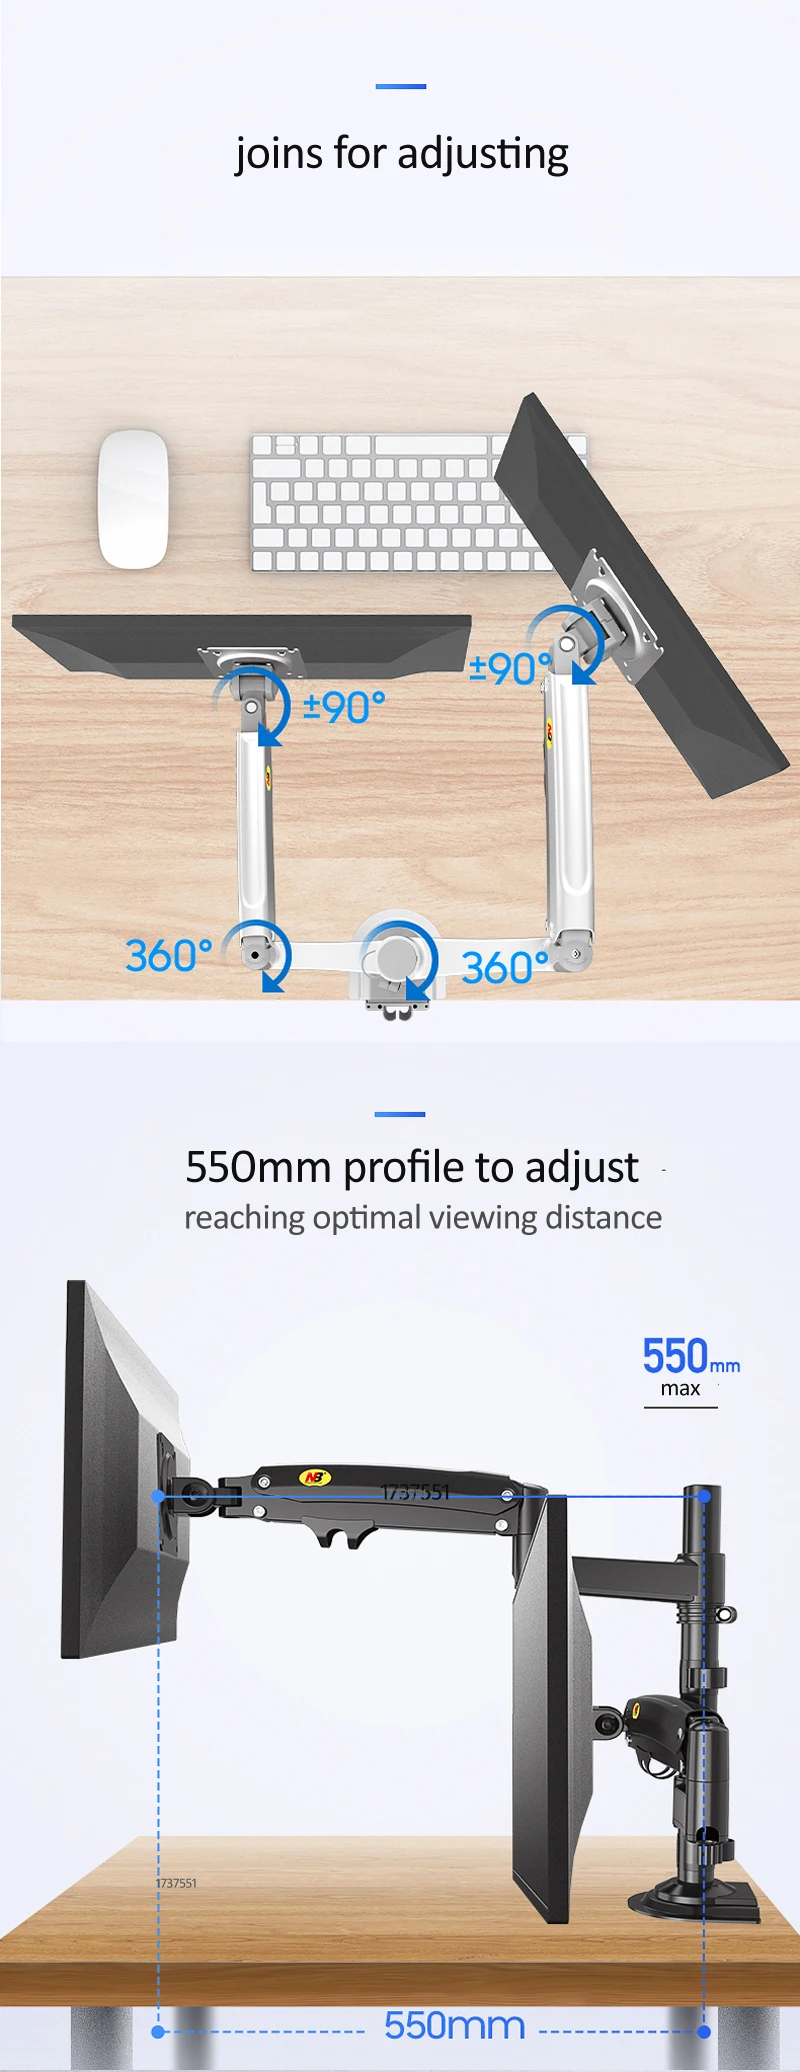 joins for adjusting
±90°
±90°
360°
360°
550mm profile to adjust
reaching optimal viewing distance
550mm
max
NB
1737551
1737551
550mm